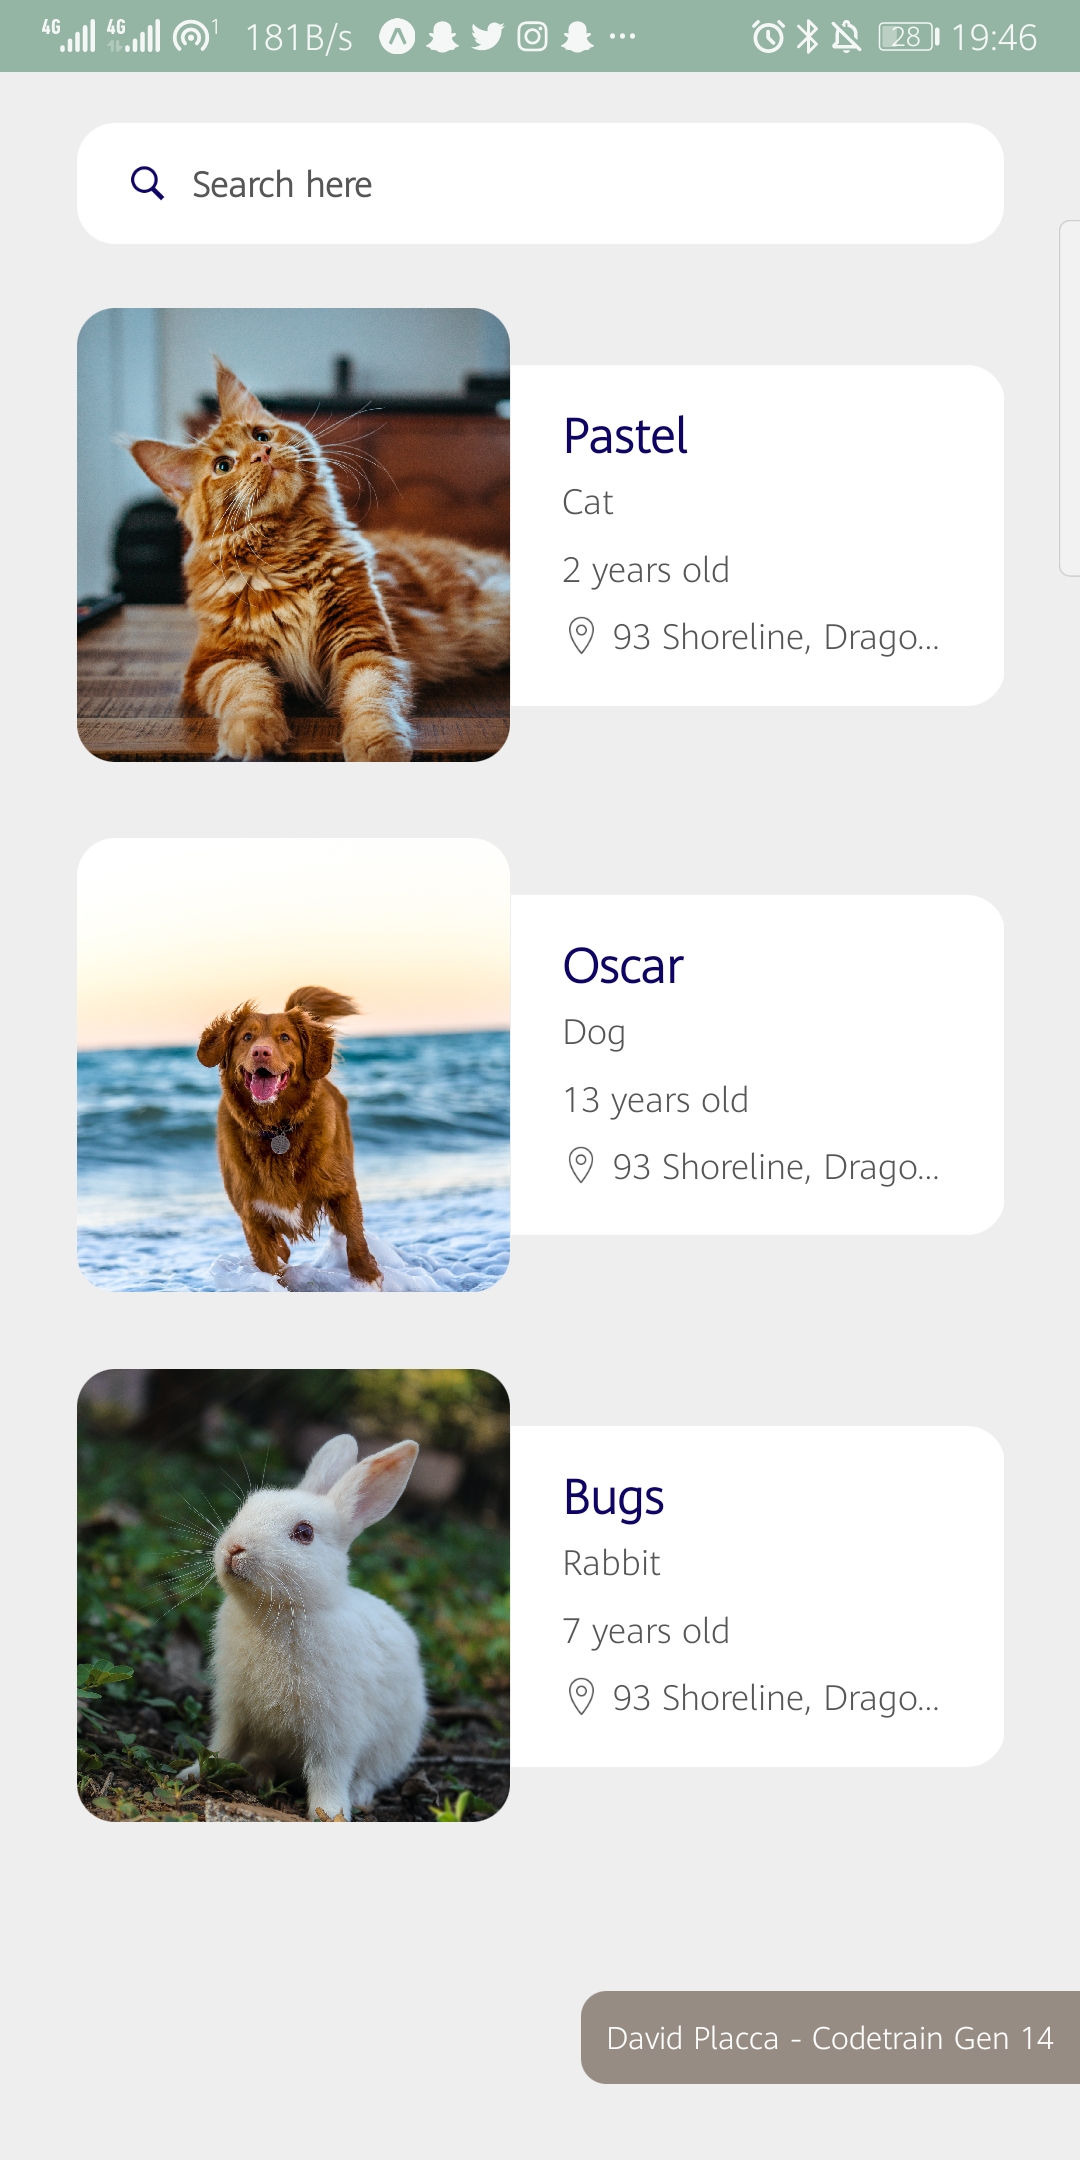 4G 4G 1 181B/s ... 28 19:46
Search here
Pastel
Cat
2 years old
93 Shoreline, Drago...
Oscar
Dog
13 years old
93 Shoreline, Drago...
Bugs
Rabbit
7 years old
93 Shoreline, Drago...
David Placca - Codetrain Gen 14